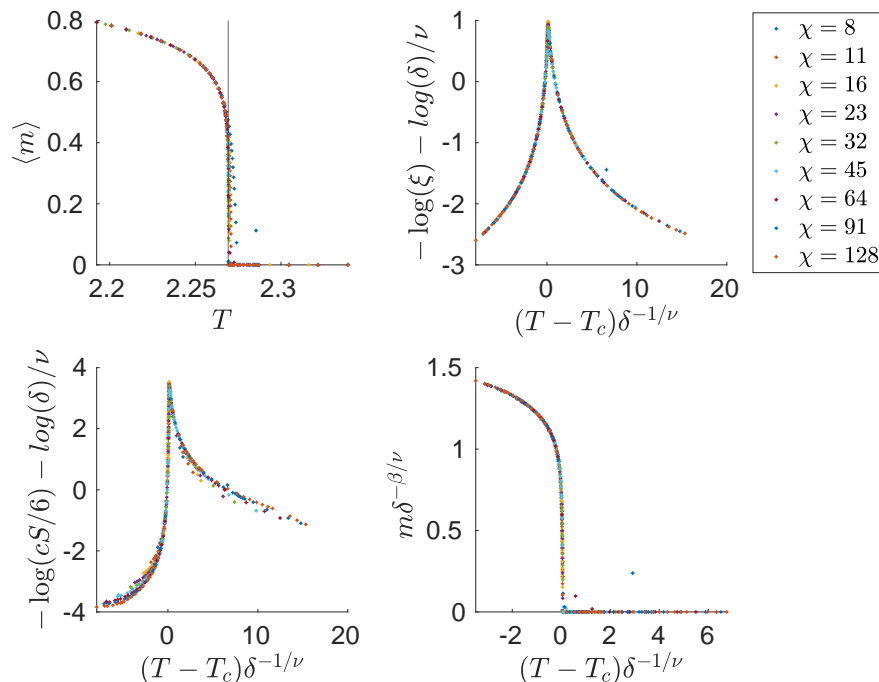 0.8
0.6
0.4
0.2
0
⟨m⟩
2.2 2.25 2.3
T
1
0
-1
-2
-3
− log(ξ) − log(δ)/ν
0 10 20
(T − T_c)δ^{−1/ν}
χ = 8
χ = 11
χ = 16
χ = 23
χ = 32
χ = 45
χ = 64
χ = 91
χ = 128
4
2
0
-2
-4
− log(cS/6) − log(δ)/ν
0 10 20
(T − T_c)δ^{−1/ν}
1.5
1
0.5
0
mδ^{−β/ν}
-2 0 2 4 6
(T − T_c)δ^{−1/ν}